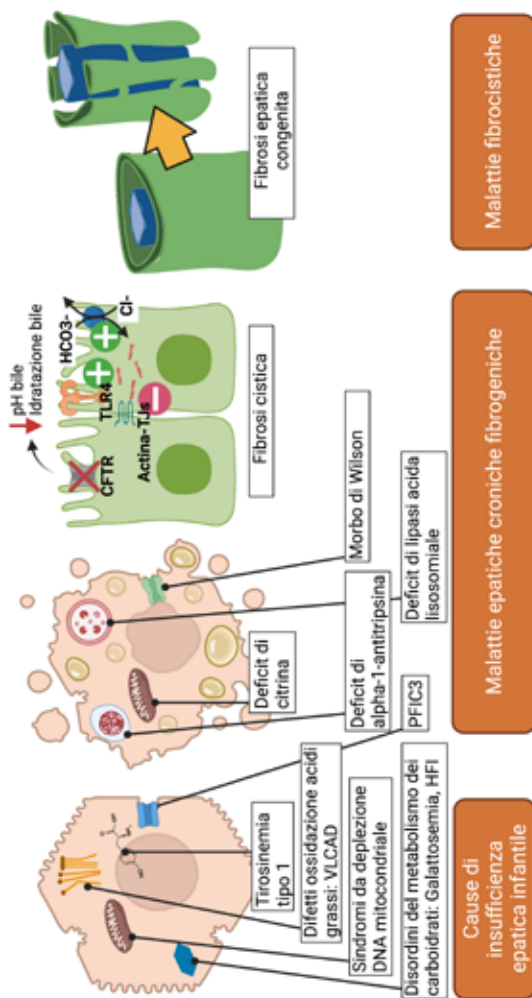 Tirosinemia
tipo 1
Difetti ossidazione acidi
grassi: VLCAD
Sindromi da deplezione
DNA mitocondriale
Disordini del metabolismo dei
carboidrati: Galattosemia, HFI
Cause di
insufficienza
epatica infantile
Deficit di
citrina
Deficit di
alpha-1-antitripsina
PFIC3
Morbo di Wilson
Deficit di lipasi acida
lisosomiale
pH bile
Idratazione bile
CFTR
TLR4
HCO3-
Cl-
Actina-TJs
Fibrosi cistica
Malattie epatiche croniche fibrogeniche
Fibrosi epatica
congenita
Malattie fibrocistiche